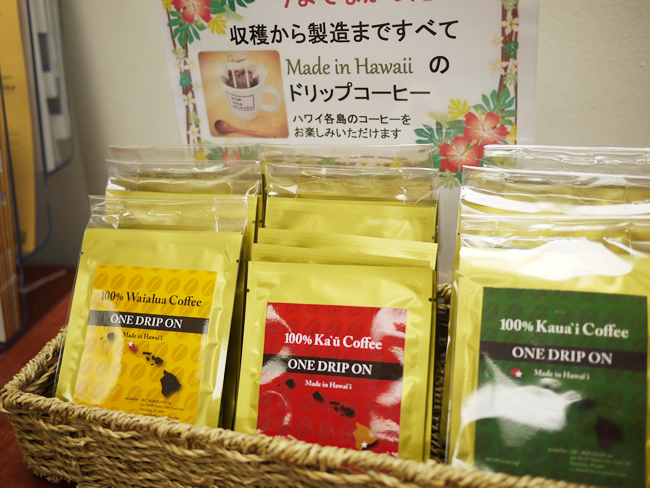 収穫から製造まですべて
Made in Hawaii の
ドリップコーヒー
ハワイ各島のコーヒーを
お楽しみいただけます
100% Waialua Coffee
ONE DRIP ON
Made in Hawai'i
100% Ka'ū Coffee
ONE DRIP ON
Made in Hawai'i
100% Kaua'i Coffee
ONE DRIP ON
Made in Hawai'i